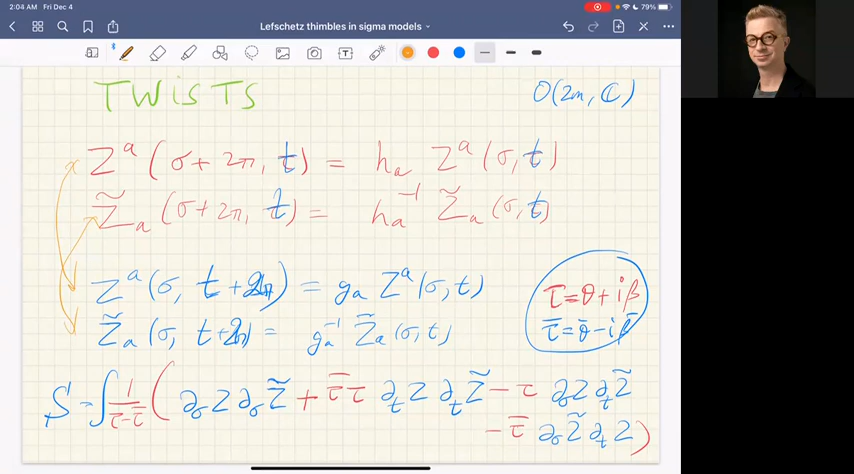 2:04 AM Fri Dec 4
79%
Lefschetz thimbles in sigma models
TWisTs
O(2m, ℂ)
Z^a (σ + 2π, t) = h_a Z^a (σ, t)
Z̃_a (σ + 2π, t) = h_a^{-1} Z̃_a (σ, t)
Z^a (σ, t + 2π) = g_a Z^a (σ, t)
Z̃_a (σ, t + 2π) = g_a^{-1} Z̃_a (σ, t)
τ = θ + iβ
τ̄ = θ̄ - iβ̄
S = ∫ 1/(τ - τ̄) ( ∂_σ Z ∂_σ Z̃ + τ̄ τ ∂_t Z ∂_t Z̃ - τ ∂_σ Z ∂_t Z̃
- τ̄ ∂_σ Z̃ ∂_t Z )